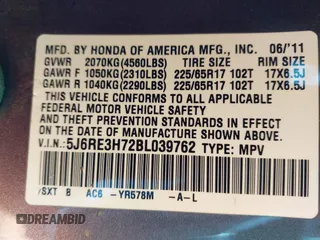 MFD. BY HONDA OF AMERICA MFG., INC. 06/'11
GVWR 2070KG(4560LBS) TIRE SIZE RIM SIZE
GAWR F 1050KG(2310LBS) 225/65R17 102T 17X6.5J
GAWR R 1040KG(2290LBS) 225/65R17 102T 17X6.5J
THIS VEHICLE CONFORMS TO ALL APPLICABLE FEDERAL
MOTOR VEHICLE SAFETY
AND THEFT PREVENTION STANDARDS IN EFFECT ON THE
DATE OF MANUFACTURE SHOWN ABOVE.
V.I.N.: 5J6RE3H72BL039762 TYPE: MPV
SXT B AC6 -YR578M -A-L
DREAMBID